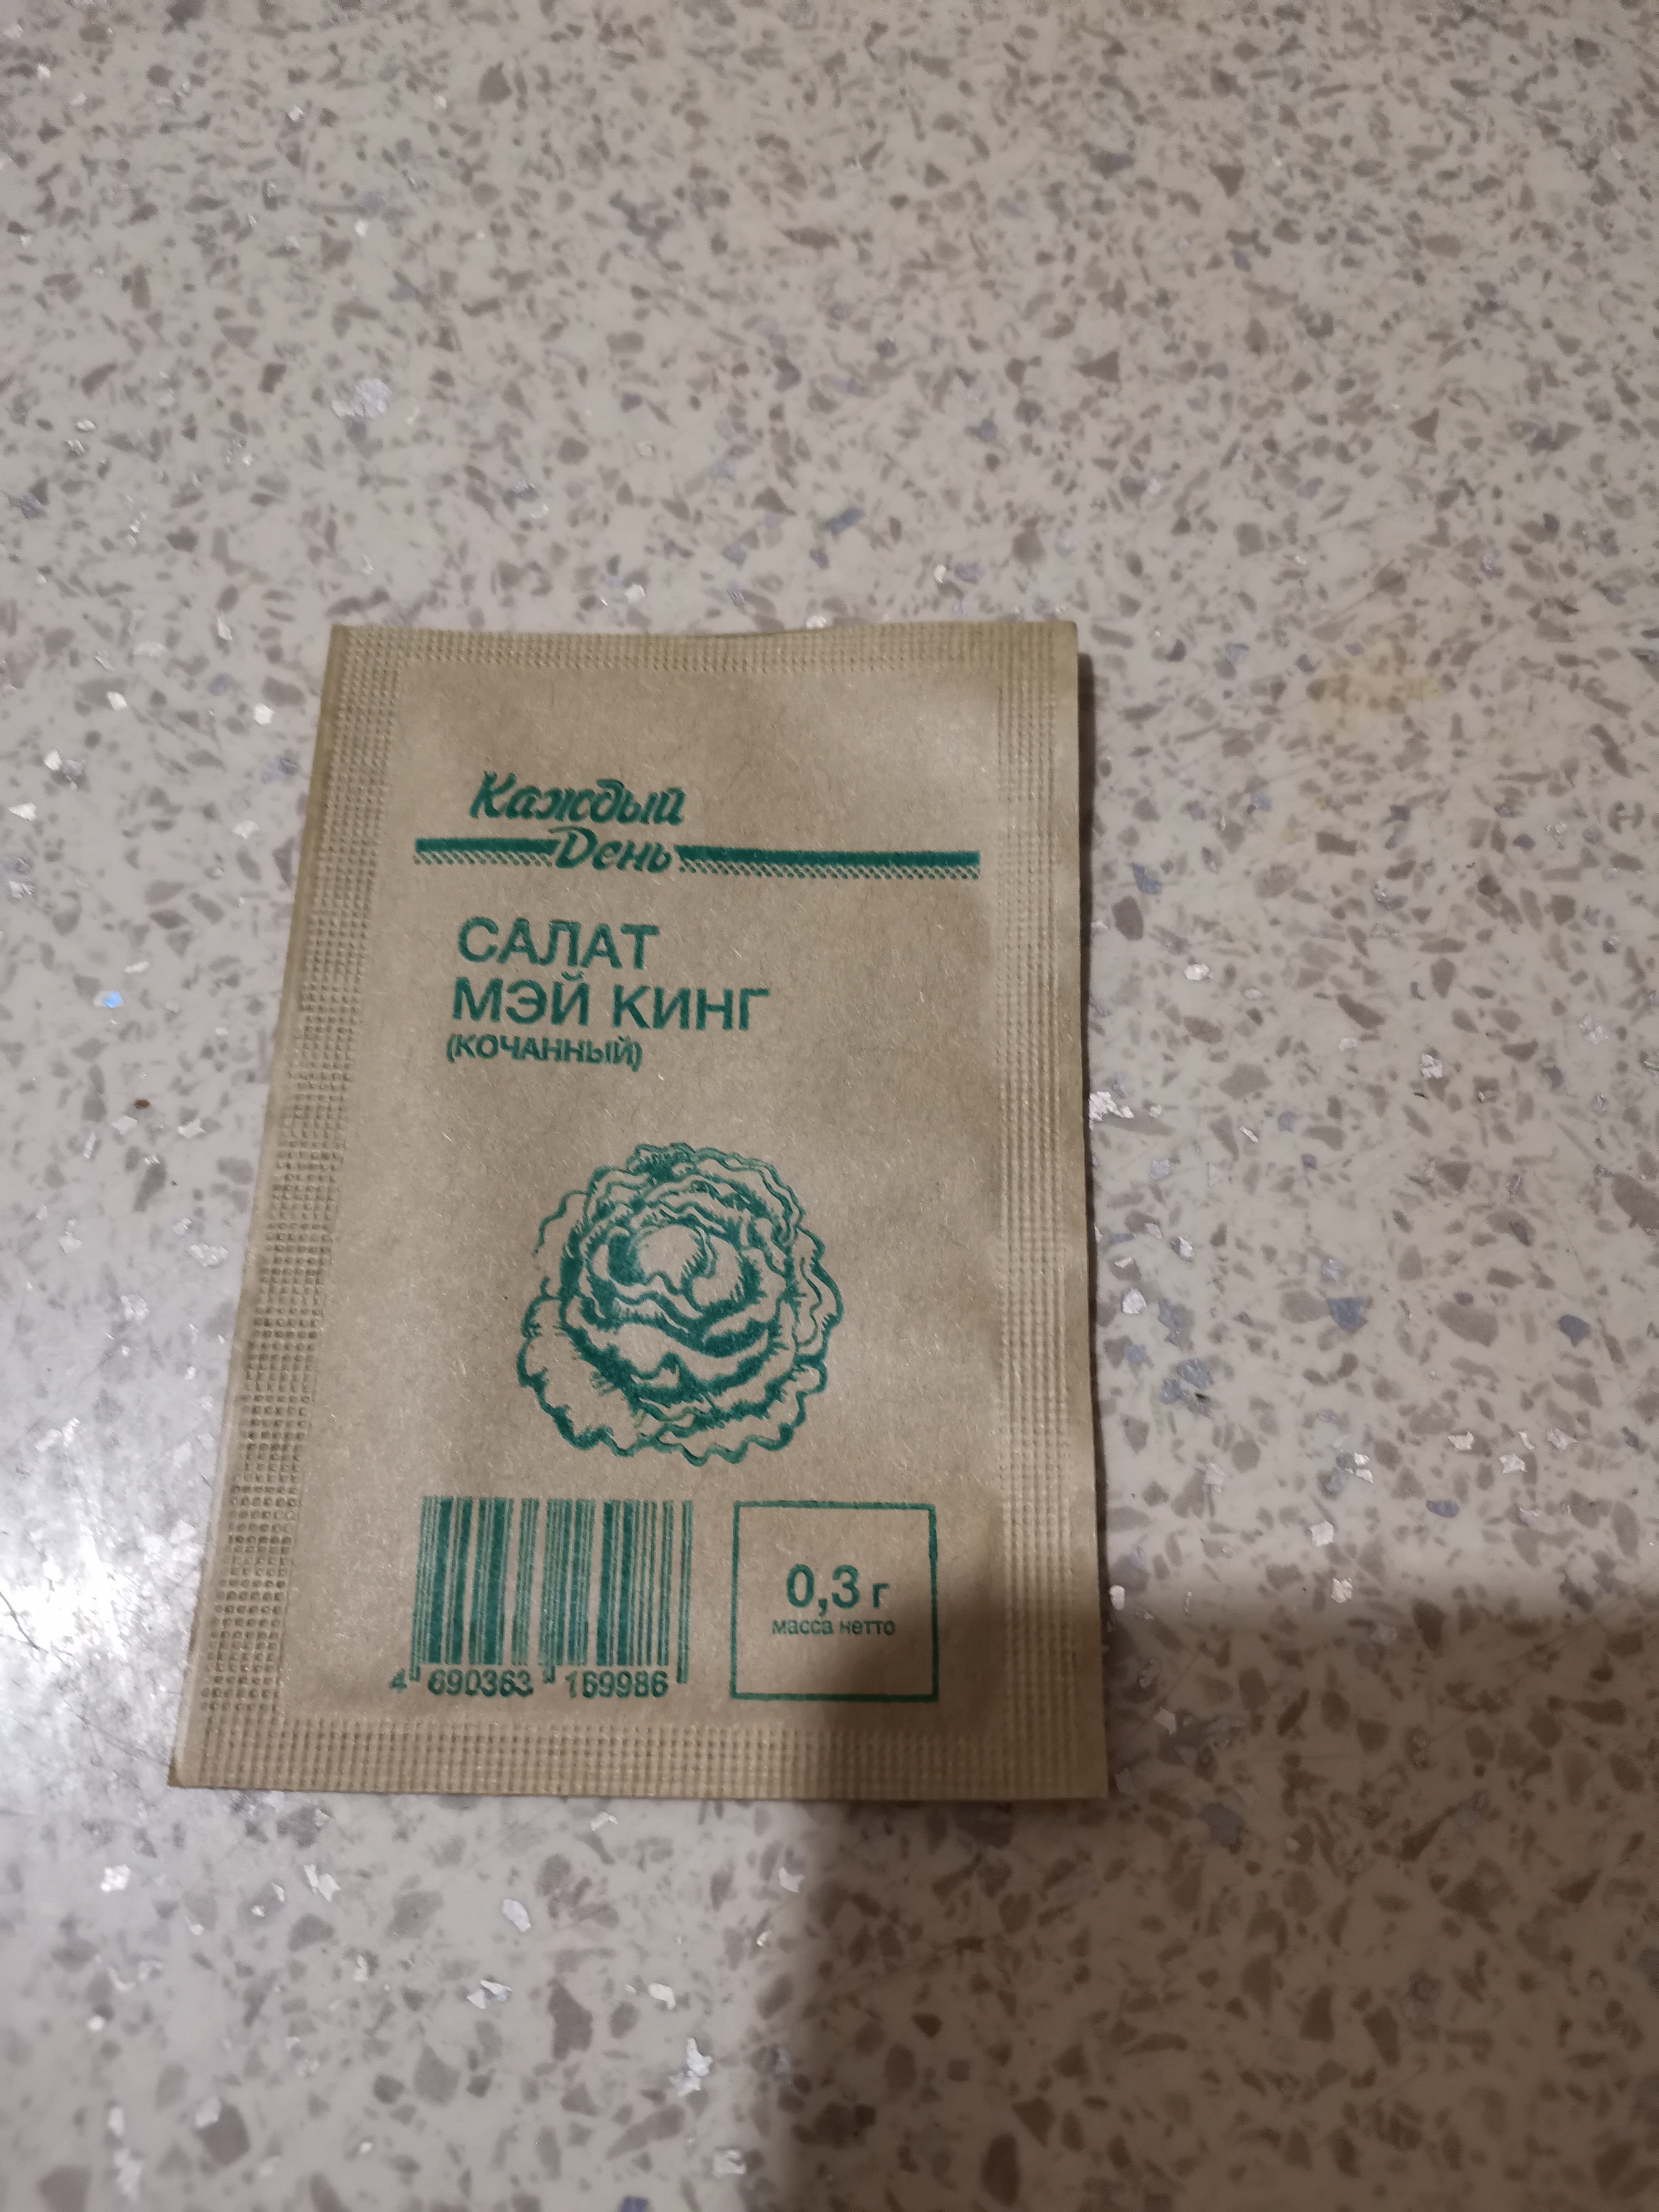 Каждый
День
САЛАТ
МЭЙ КИНГ
(КОЧАННЫЙ)
0,3 г
масса нетто
4 690363 169986